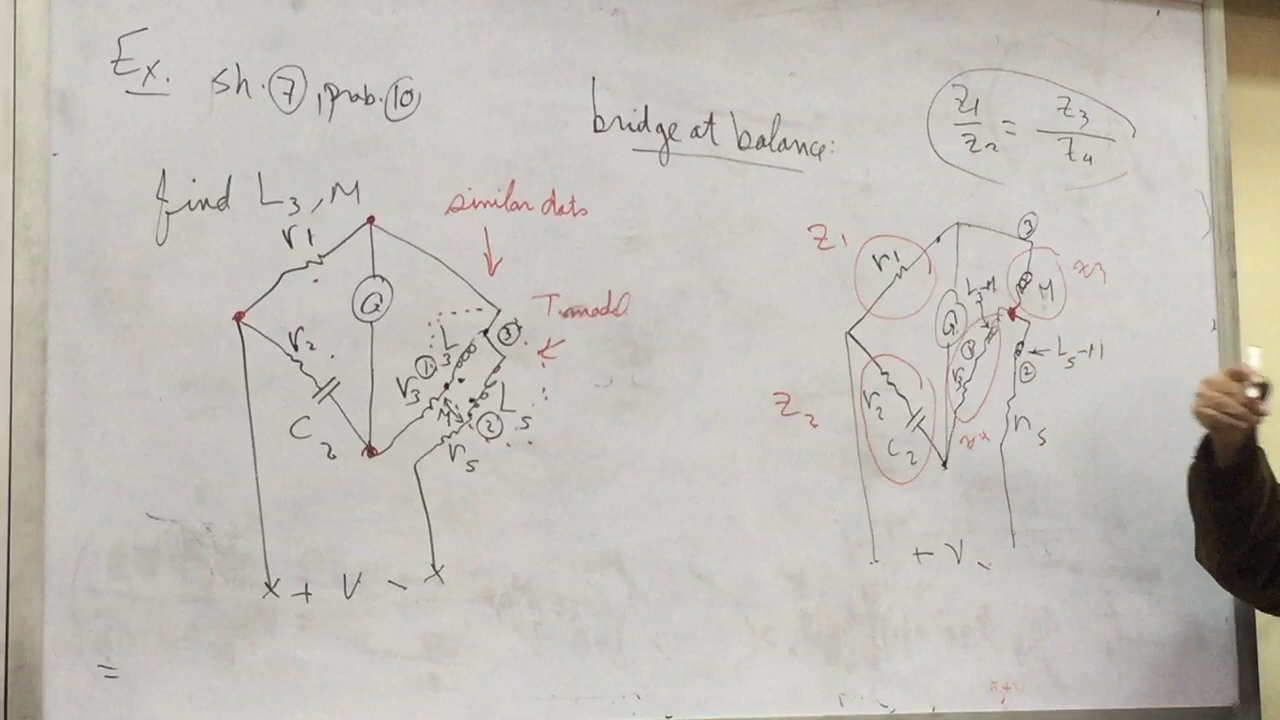 Ex. sh. 7, prob. 10
bridge at balance:
Z1/Z2 = Z3/Z4
find L3, M
similar dots
T model
r1
G
r2
C2
L3
1
3
r3
M
2
Ls
rs
x + V - x
Z1
r1
3
Z3
M
L3-M
G
1
r3
Ls-M
2
Z2
r2
C2
rs
+ V -
=